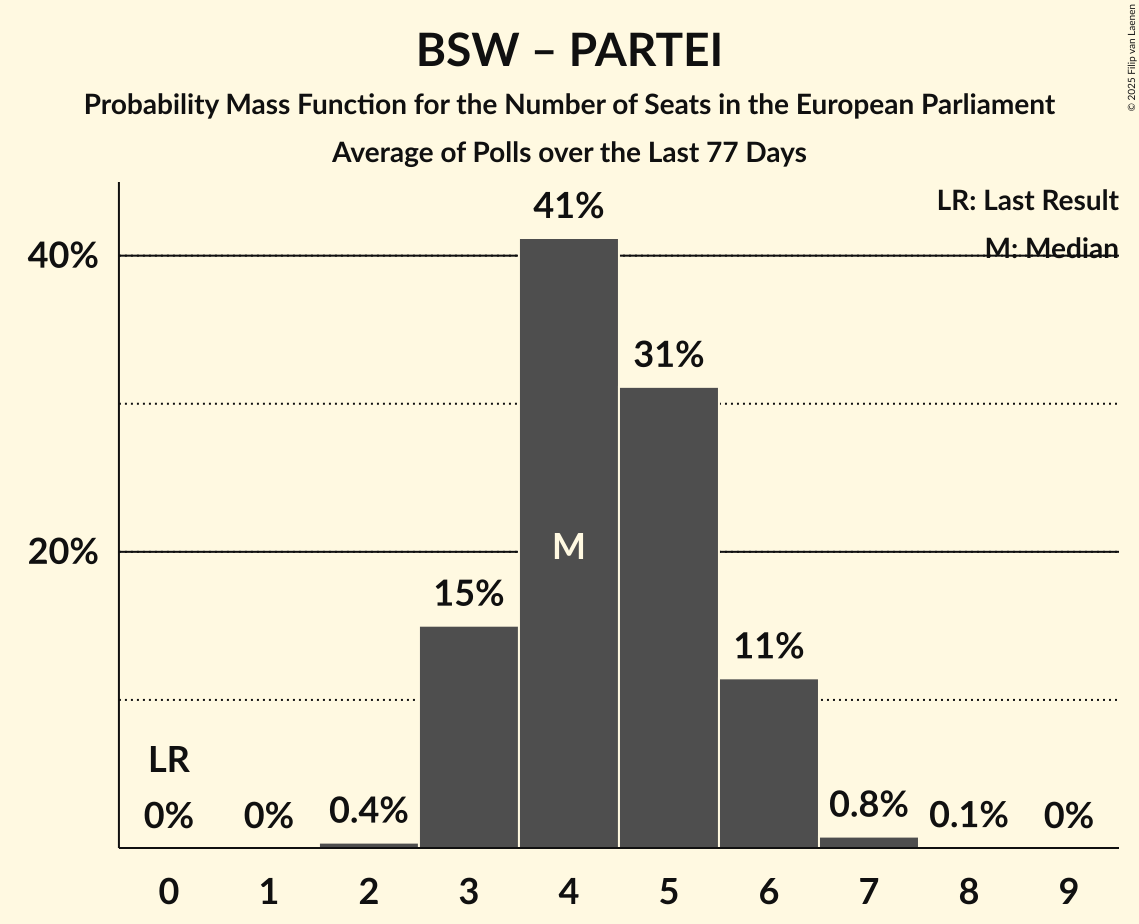 BSW – PARTEI
Probability Mass Function for the Number of Seats in the European Parliament
Average of Polls over the Last 77 Days
© 2025 Filip van Laenen
LR: Last Result
M: Median
41%
40%
31%
M
20%
15%
11%
LR
0%
0%
0.4%
0.8%
0.1%
0%
0 1 2 3 4 5 6 7 8 9